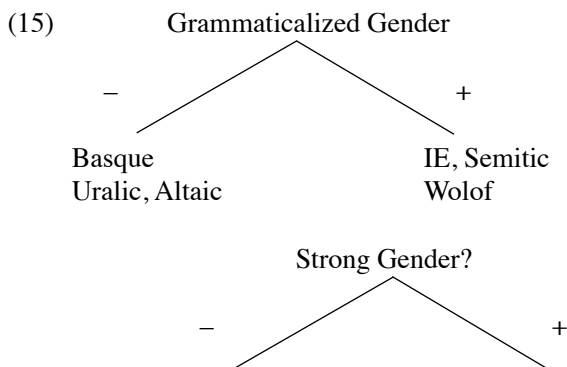 (15) Grammaticalized Gender
– +
Basque IE, Semitic
Uralic, Altaic Wolof
Strong Gender?
– +